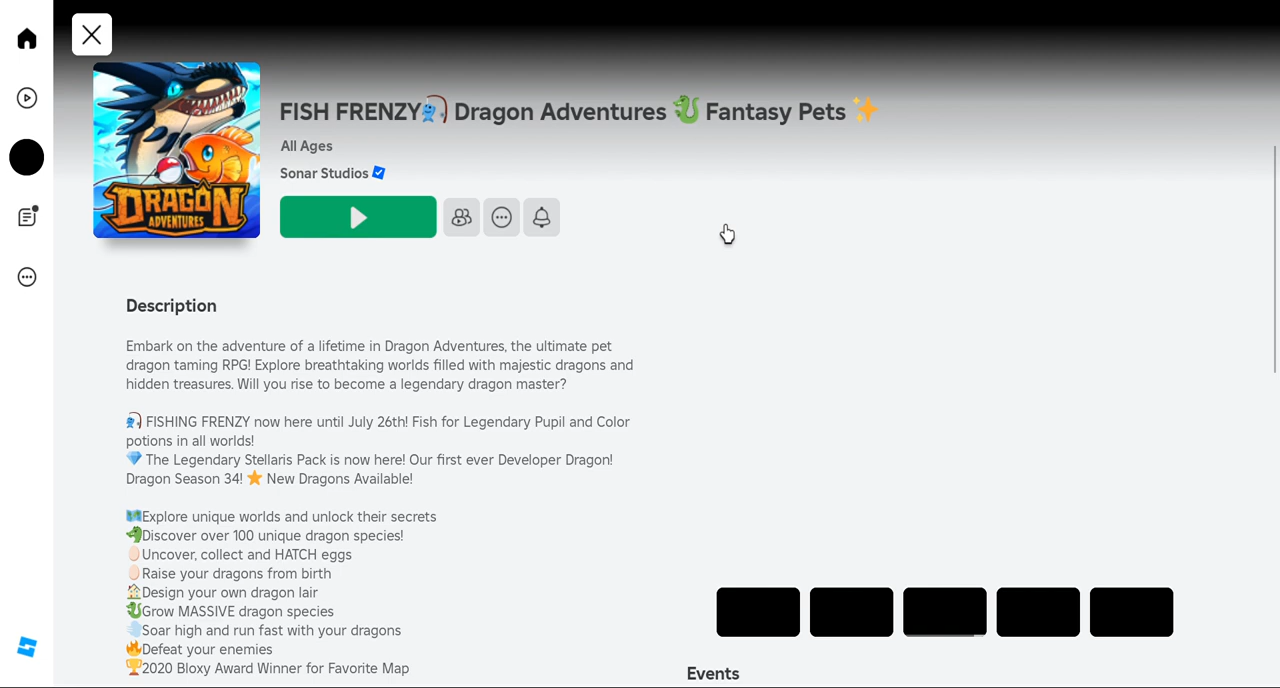 FISH FRENZY🎣 Dragon Adventures 🐉 Fantasy Pets ✨
All Ages
Sonar Studios
DRAGON
ADVENTURES
Description
Embark on the adventure of a lifetime in Dragon Adventures, the ultimate pet
dragon taming RPG! Explore breathtaking worlds filled with majestic dragons and
hidden treasures. Will you rise to become a legendary dragon master?
🎣 FISHING FRENZY now here until July 26th! Fish for Legendary Pupil and Color
potions in all worlds!
💎 The Legendary Stellaris Pack is now here! Our first ever Developer Dragon!
Dragon Season 34! ⭐ New Dragons Available!
🗺️Explore unique worlds and unlock their secrets
🐲Discover over 100 unique dragon species!
🥚Uncover, collect and HATCH eggs
🥚Raise your dragons from birth
🏠Design your own dragon lair
🐉Grow MASSIVE dragon species
💨Soar high and run fast with your dragons
🔥Defeat your enemies
🏆2020 Bloxy Award Winner for Favorite Map
Events